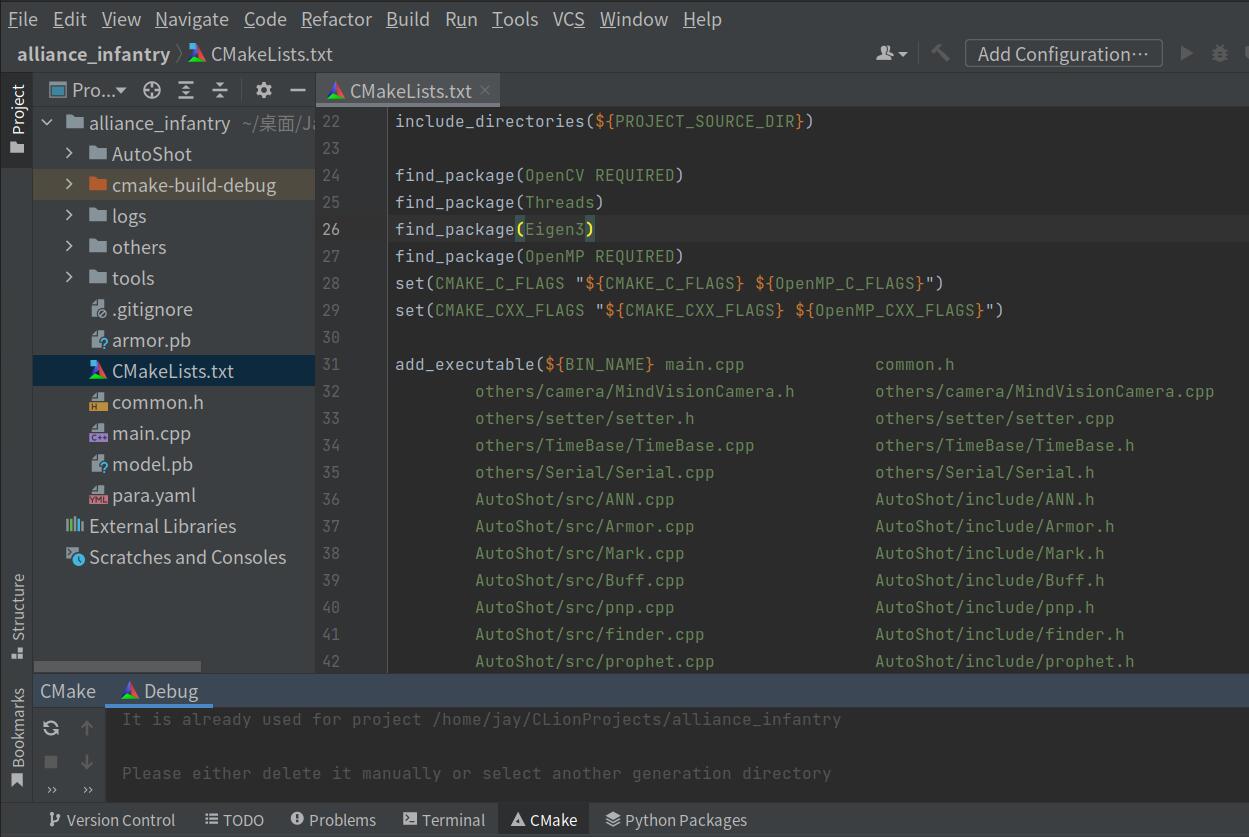 File Edit View Navigate Code Refactor Build Run Tools VCS Window Help
alliance_infantry CMakeLists.txt Add Configuration···
Project
Pro... CMakeLists.txt
alliance_infantry ~/桌面/J
AutoShot
cmake-build-debug
logs
others
tools
.gitignore
armor.pb
CMakeLists.txt
common.h
main.cpp
model.pb
para.yaml
External Libraries
Scratches and Consoles
22 include_directories(${PROJECT_SOURCE_DIR})
23
24 find_package(OpenCV REQUIRED)
25 find_package(Threads)
26 find_package(Eigen3)
27 find_package(OpenMP REQUIRED)
28 set(CMAKE_C_FLAGS "${CMAKE_C_FLAGS} ${OpenMP_C_FLAGS}")
29 set(CMAKE_CXX_FLAGS "${CMAKE_CXX_FLAGS} ${OpenMP_CXX_FLAGS}")
30
31 add_executable(${BIN_NAME} main.cpp common.h
32 others/camera/MindVisionCamera.h others/camera/MindVisionCamera.cpp
33 others/setter/setter.h others/setter/setter.cpp
34 others/TimeBase/TimeBase.cpp others/TimeBase/TimeBase.h
35 others/Serial/Serial.cpp others/Serial/Serial.h
36 AutoShot/src/ANN.cpp AutoShot/include/ANN.h
37 AutoShot/src/Armor.cpp AutoShot/include/Armor.h
38 AutoShot/src/Mark.cpp AutoShot/include/Mark.h
39 AutoShot/src/Buff.cpp AutoShot/include/Buff.h
40 AutoShot/src/pnp.cpp AutoShot/include/pnp.h
41 AutoShot/src/finder.cpp AutoShot/include/finder.h
42 AutoShot/src/prophet.cpp AutoShot/include/prophet.h
Structure
Bookmarks
CMake Debug
It is already used for project /home/jay/CLionProjects/alliance_infantry
Please either delete it manually or select another generation directory
Version Control TODO Problems Terminal CMake Python Packages